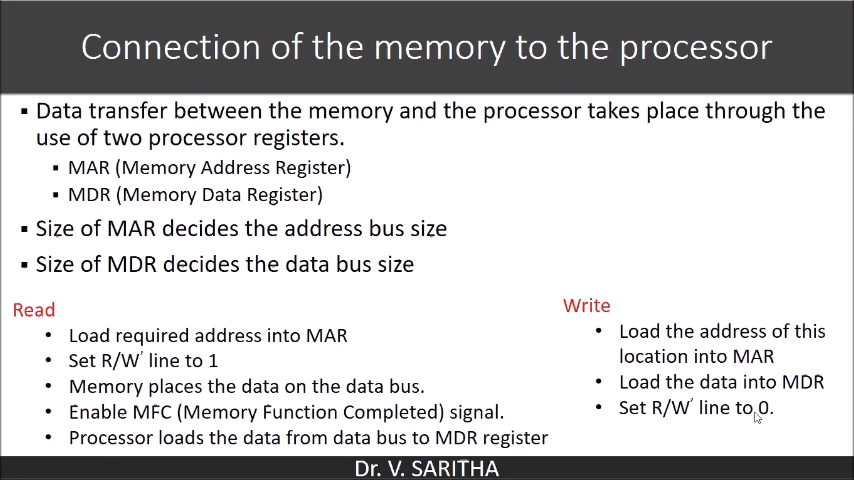 Connection of the memory to the processor
▪ Data transfer between the memory and the processor takes place through the
use of two processor registers.
▪ MAR (Memory Address Register)
▪ MDR (Memory Data Register)
▪ Size of MAR decides the address bus size
▪ Size of MDR decides the data bus size
Read
• Load required address into MAR
• Set R/W′ line to 1
• Memory places the data on the data bus.
• Enable MFC (Memory Function Completed) signal.
• Processor loads the data from data bus to MDR register
Write
• Load the address of this
location into MAR
• Load the data into MDR
• Set R/W′ line to 0.
Dr. V. SARITHA